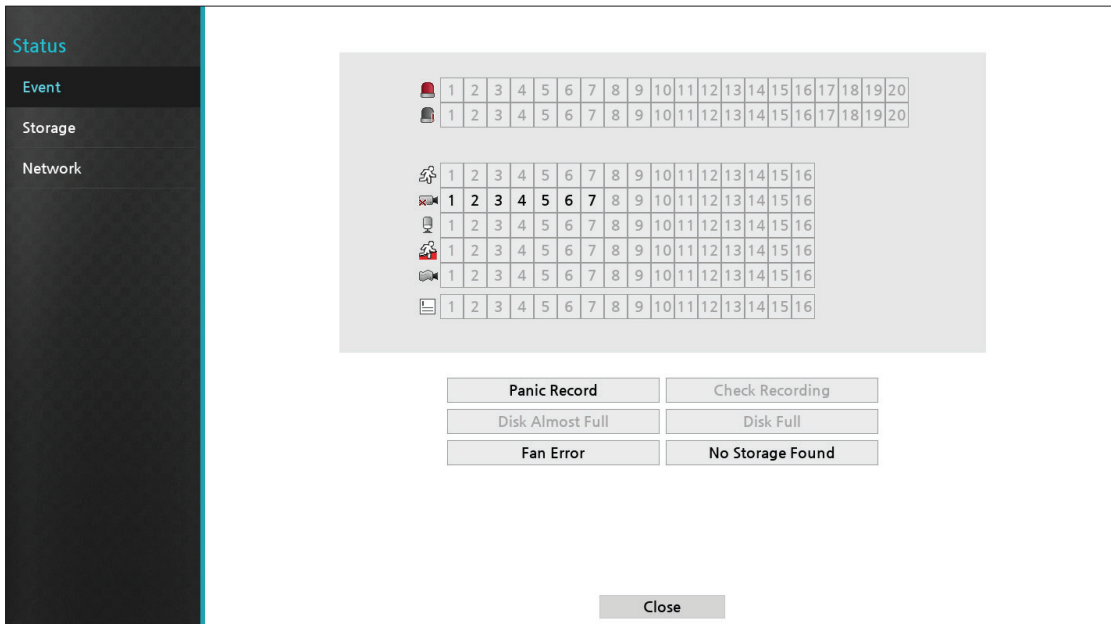 Status
Event
Storage
Network
1 2 3 4 5 6 7 8 9 10 11 12 13 14 15 16 17 18 19 20
1 2 3 4 5 6 7 8 9 10 11 12 13 14 15 16 17 18 19 20
1 2 3 4 5 6 7 8 9 10 11 12 13 14 15 16
1 2 3 4 5 6 7 8 9 10 11 12 13 14 15 16
1 2 3 4 5 6 7 8 9 10 11 12 13 14 15 16
1 2 3 4 5 6 7 8 9 10 11 12 13 14 15 16
1 2 3 4 5 6 7 8 9 10 11 12 13 14 15 16
1 2 3 4 5 6 7 8 9 10 11 12 13 14 15 16
Panic Record Check Recording
Disk Almost Full Disk Full
Fan Error No Storage Found
Close